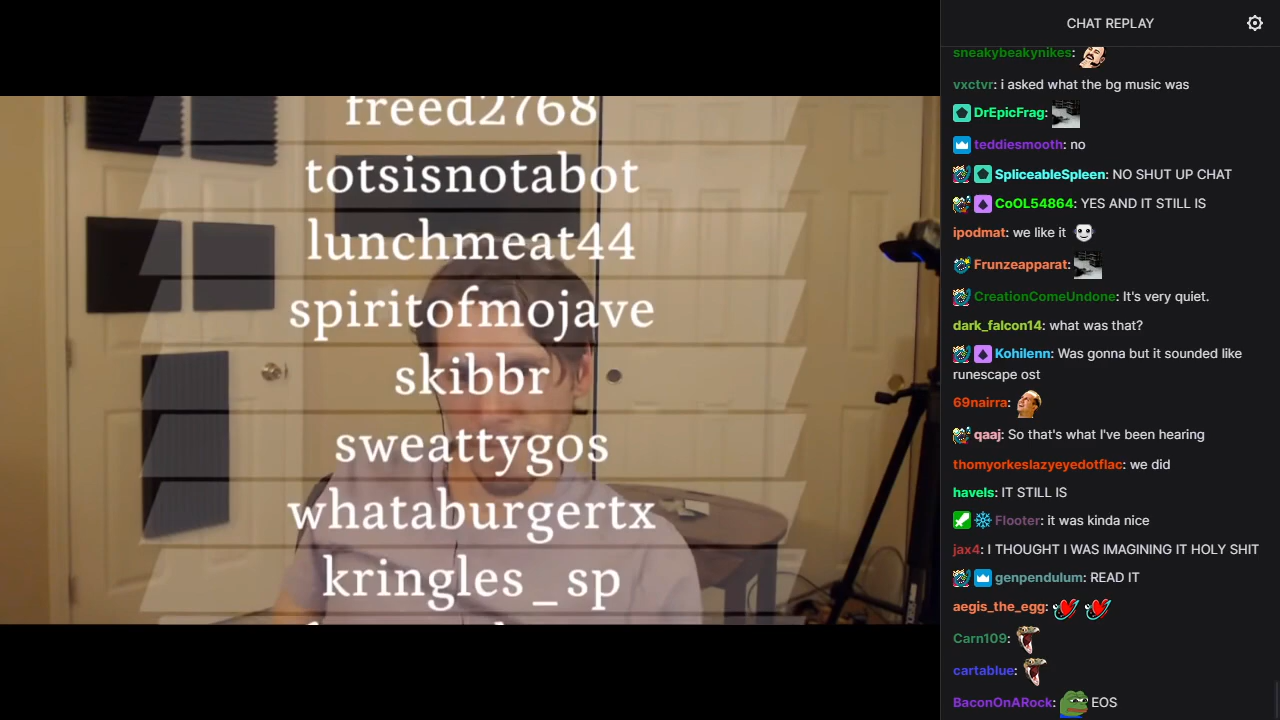 freed2768
totsisnotabot
lunchmeat44
spiritofmojave
skibbr
sweattygos
whataburgertx
kringles_sp
CHAT REPLAY
sneakybeakynikes:
vxctvr: i asked what the bg music was
DrEpicFrag:
teddiesmooth: no
SpliceableSpleen: NO SHUT UP CHAT
CoOL54864: YES AND IT STILL IS
ipodmat: we like it
Frunzeapparat:
CreationComeUndone: It's very quiet.
dark_falcon14: what was that?
Kohilenn: Was gonna but it sounded like
runescape ost
69nairra:
qaaj: So that's what I've been hearing
thomyorkeslazyeyedotflac: we did
havels: IT STILL IS
Flooter: it was kinda nice
jax4: I THOUGHT I WAS IMAGINING IT HOLY SHIT
genpendulum: READ IT
aegis_the_egg:
Carn109:
cartablue:
BaconOnARock: EOS